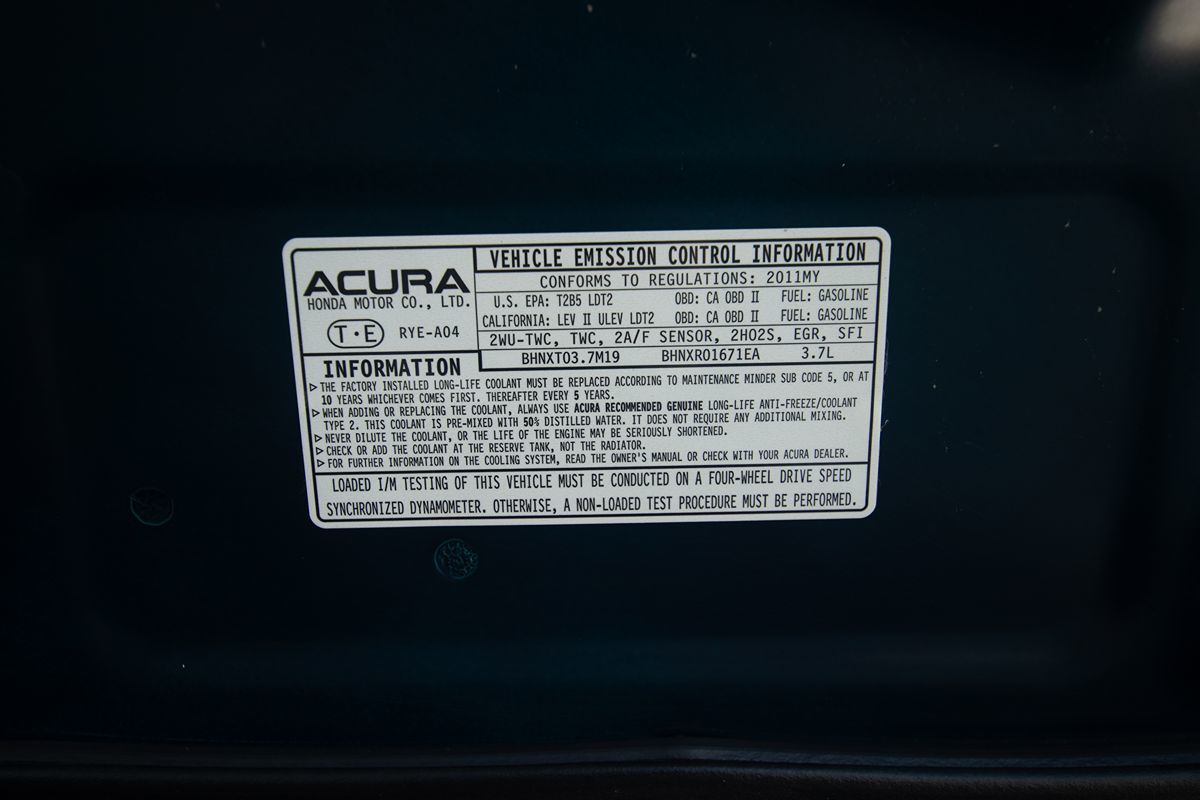 ACURA
HONDA MOTOR CO., LTD.
T·E RYE-A04
VEHICLE EMISSION CONTROL INFORMATION
CONFORMS TO REGULATIONS: 2011MY
U.S. EPA: T2B5 LDT2 OBD: CA OBD II FUEL: GASOLINE
CALIFORNIA: LEV II ULEV LDT2 OBD: CA OBD II FUEL: GASOLINE
2WU-TWC, TWC, 2A/F SENSOR, 2HO2S, EGR, SFI
BHNXT03.7M19 BHNXR01671EA 3.7L
INFORMATION
▷ THE FACTORY INSTALLED LONG-LIFE COOLANT MUST BE REPLACED ACCORDING TO MAINTENANCE MINDER SUB CODE 5, OR AT
10 YEARS WHICHEVER COMES FIRST. THEREAFTER EVERY 5 YEARS.
▷ WHEN ADDING OR REPLACING THE COOLANT, ALWAYS USE ACURA RECOMMENDED GENUINE LONG-LIFE ANTI-FREEZE/COOLANT
TYPE 2. THIS COOLANT IS PRE-MIXED WITH 50% DISTILLED WATER. IT DOES NOT REQUIRE ANY ADDITIONAL MIXING.
▷ NEVER DILUTE THE COOLANT, OR THE LIFE OF THE ENGINE MAY BE SERIOUSLY SHORTENED.
▷ CHECK OR ADD THE COOLANT AT THE RESERVE TANK, NOT THE RADIATOR.
▷ FOR FURTHER INFORMATION ON THE COOLING SYSTEM, READ THE OWNER'S MANUAL OR CHECK WITH YOUR ACURA DEALER.
LOADED I/M TESTING OF THIS VEHICLE MUST BE CONDUCTED ON A FOUR-WHEEL DRIVE SPEED
SYNCHRONIZED DYNAMOMETER. OTHERWISE, A NON-LOADED TEST PROCEDURE MUST BE PERFORMED.